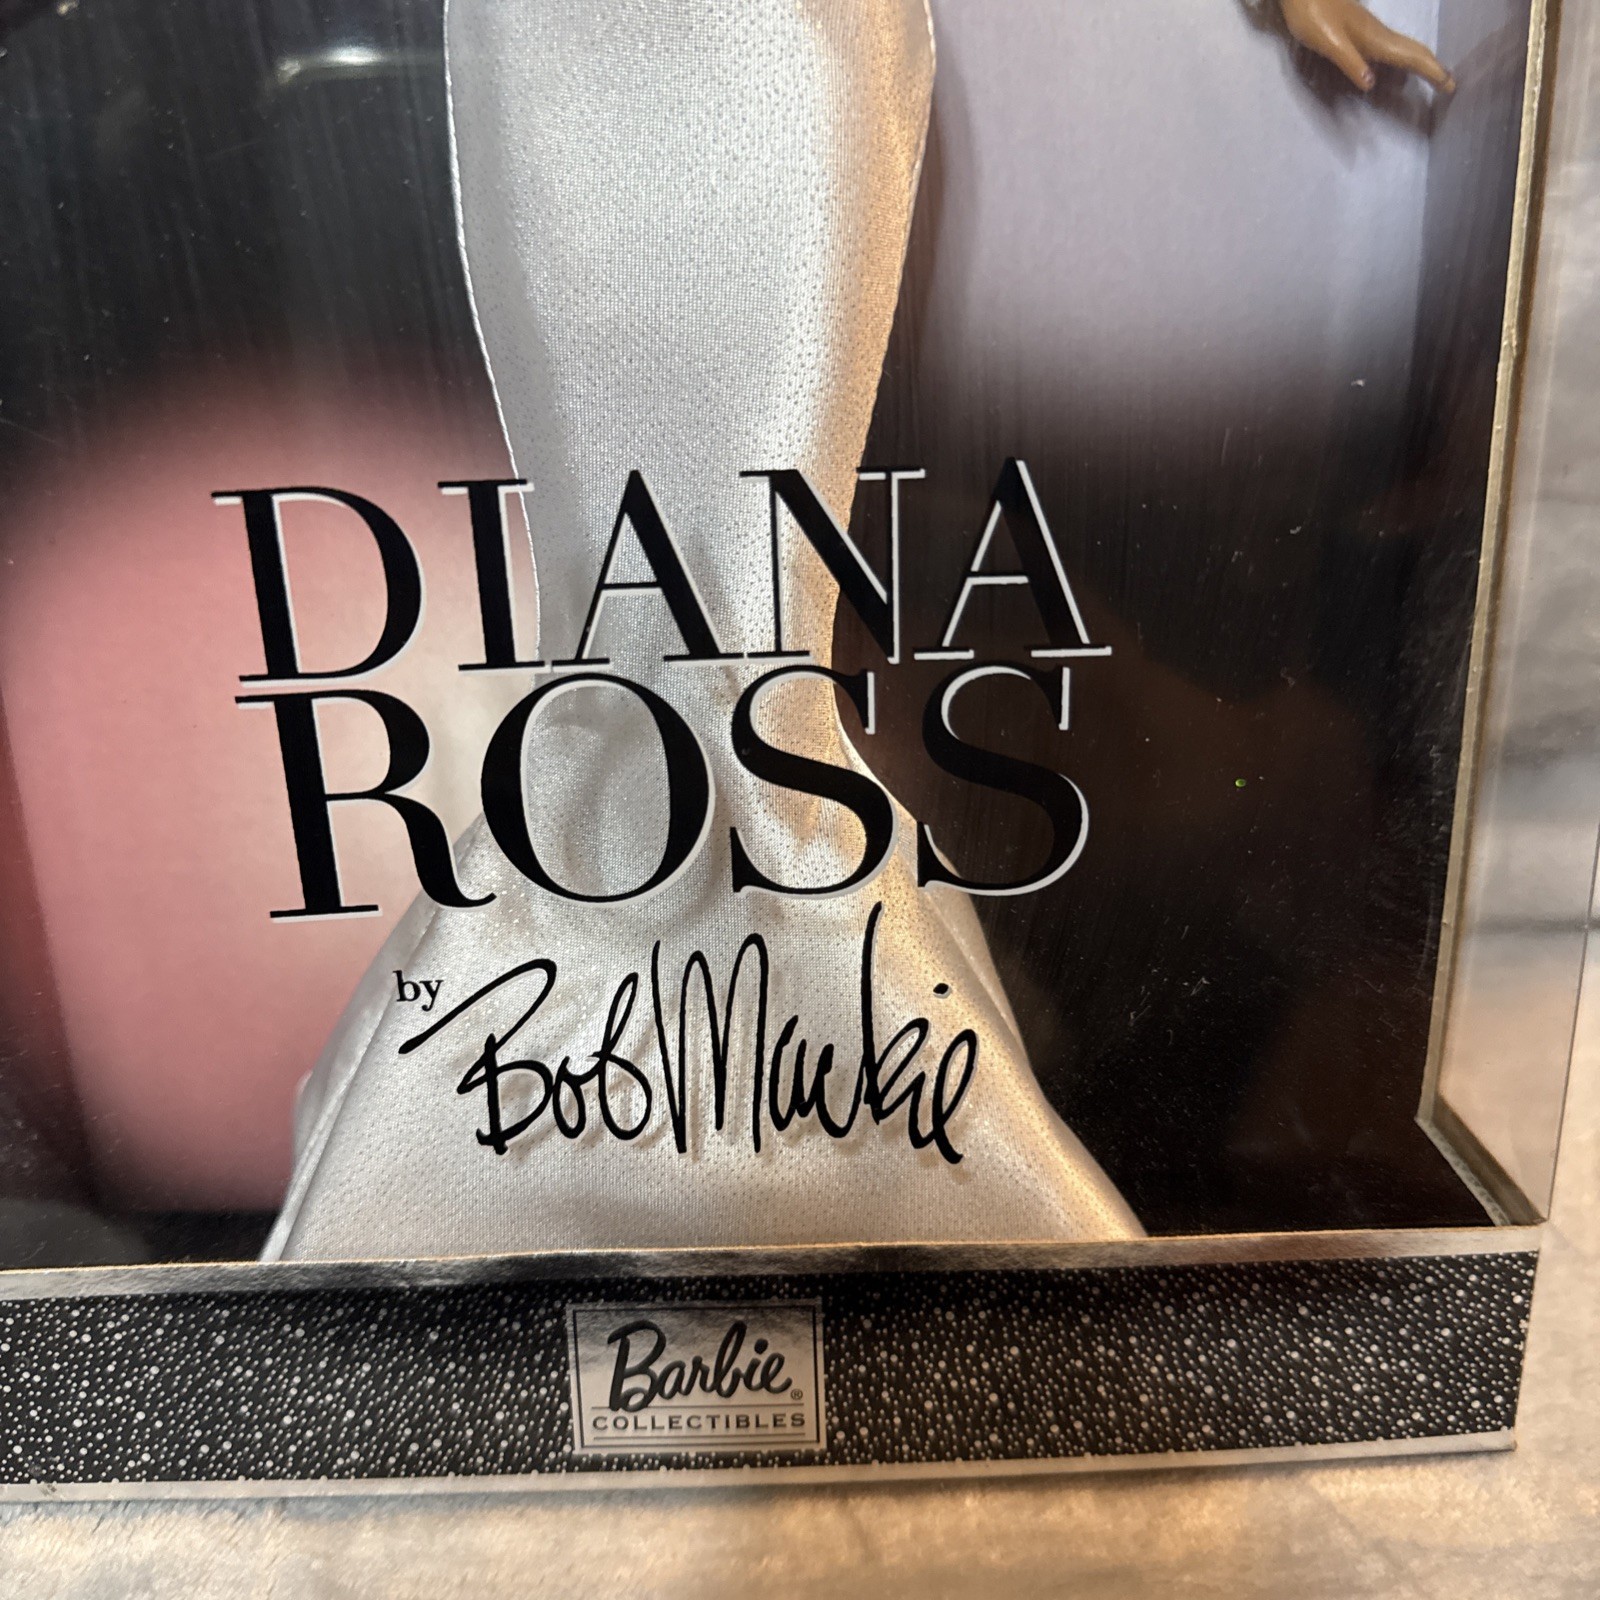 DIANA
ROSS
by Bob Mackie
Barbie®
COLLECTIBLES